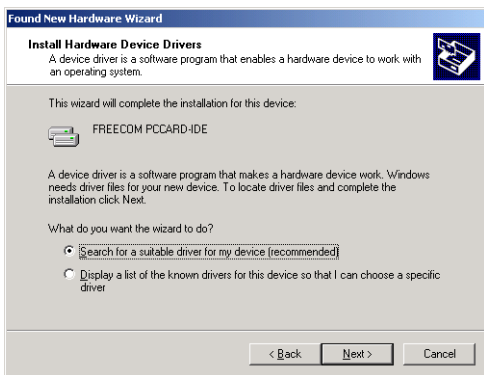 Found New Hardware Wizard
Install Hardware Device Drivers
A device driver is a software program that enables a hardware device to work with
an operating system.
This wizard will complete the installation for this device:
FREECOM PCCARD-IDE
A device driver is a software program that makes a hardware device work. Windows
needs driver files for your new device. To locate driver files and complete the
installation click Next.
What do you want the wizard to do?
Search for a suitable driver for my device (recommended)
Display a list of the known drivers for this device so that I can choose a specific
driver
< Back Next > Cancel